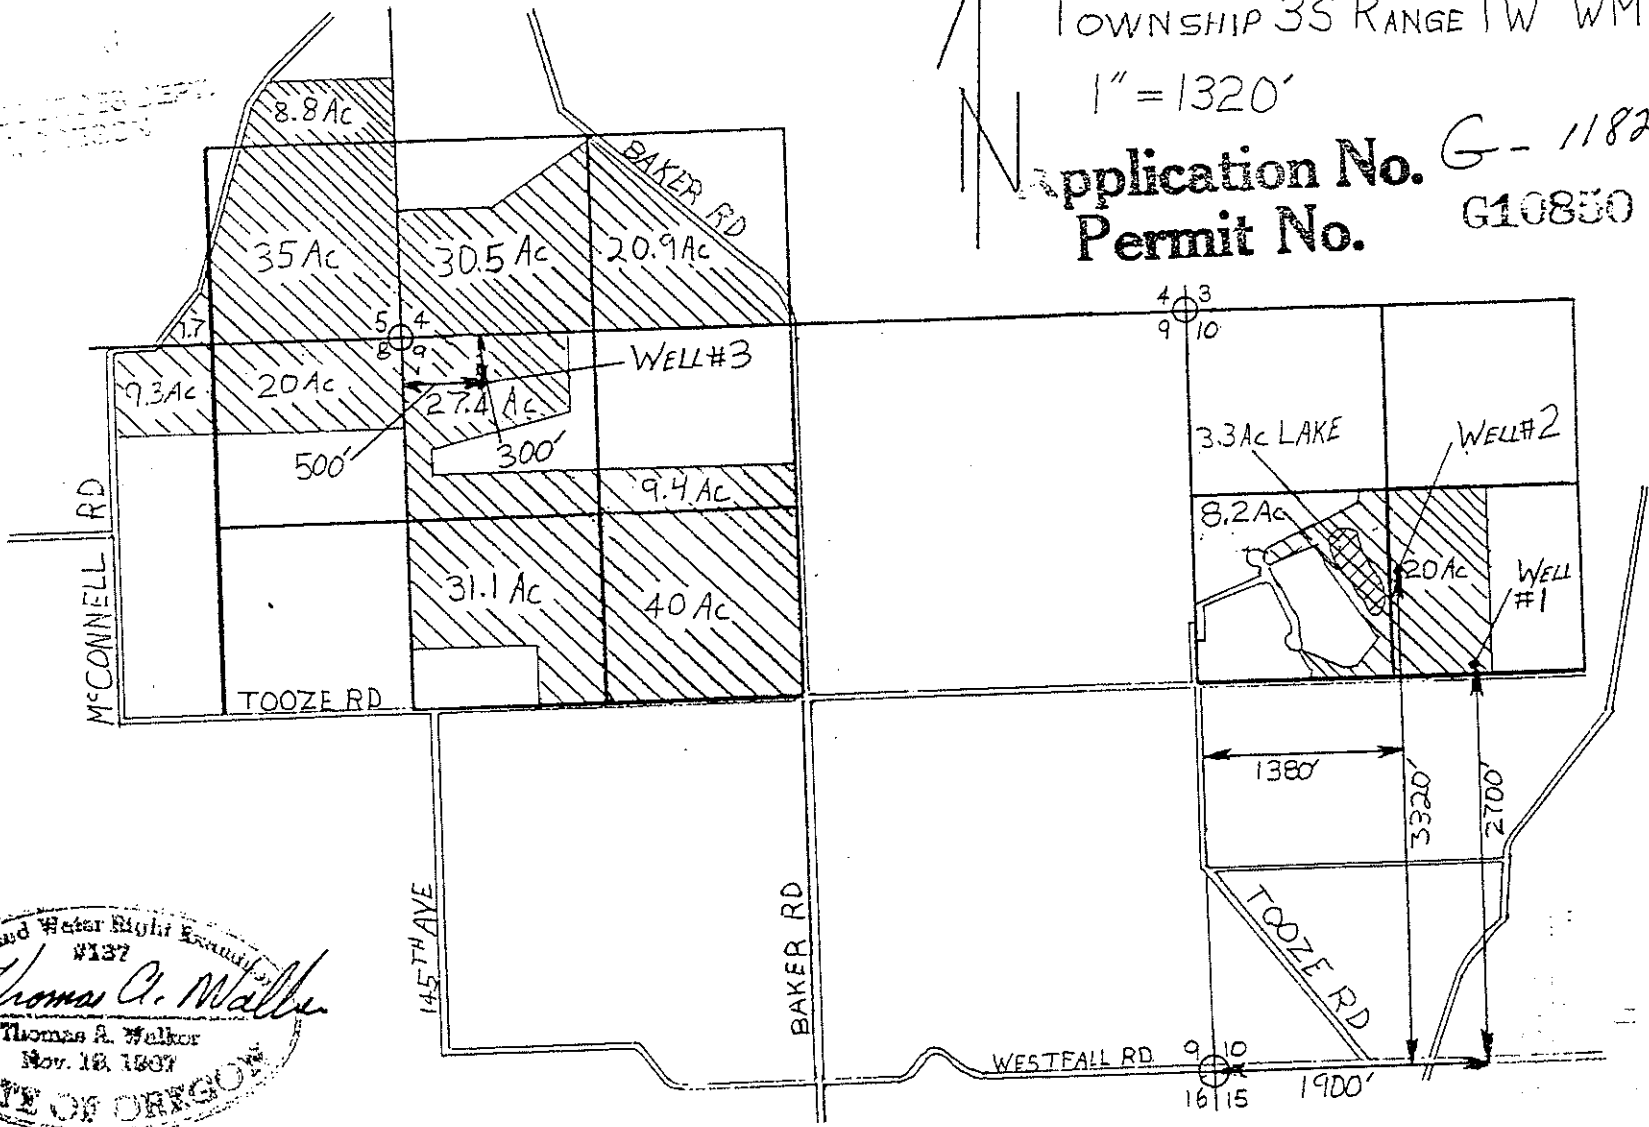 TOWNSHIP 3S RANGE 1W WM
1" = 1320'
N
Application No. G - 1182
Permit No. G10850
8.8 Ac
BAKER RD
35 Ac
30.5 Ac
20.9 Ac
1.7
5 4
8 9
4 3
9 10
WELL #3
9.3 Ac
20 Ac
27.4 Ac
500'
300'
3.3 Ac LAKE
WELL #2
9.4 Ac
8.2 Ac
McCONNELL RD
31.1 Ac
40 Ac
20 Ac
WELL
#1
TOOZE RD
1380'
3320'
2700'
145TH AVE
BAKER RD
TOOZE RD
WESTFALL RD
9 10
16 15
1900'
Water Right
#137
Thomas A. Walker
Thomas A. Walker
OF OREGON